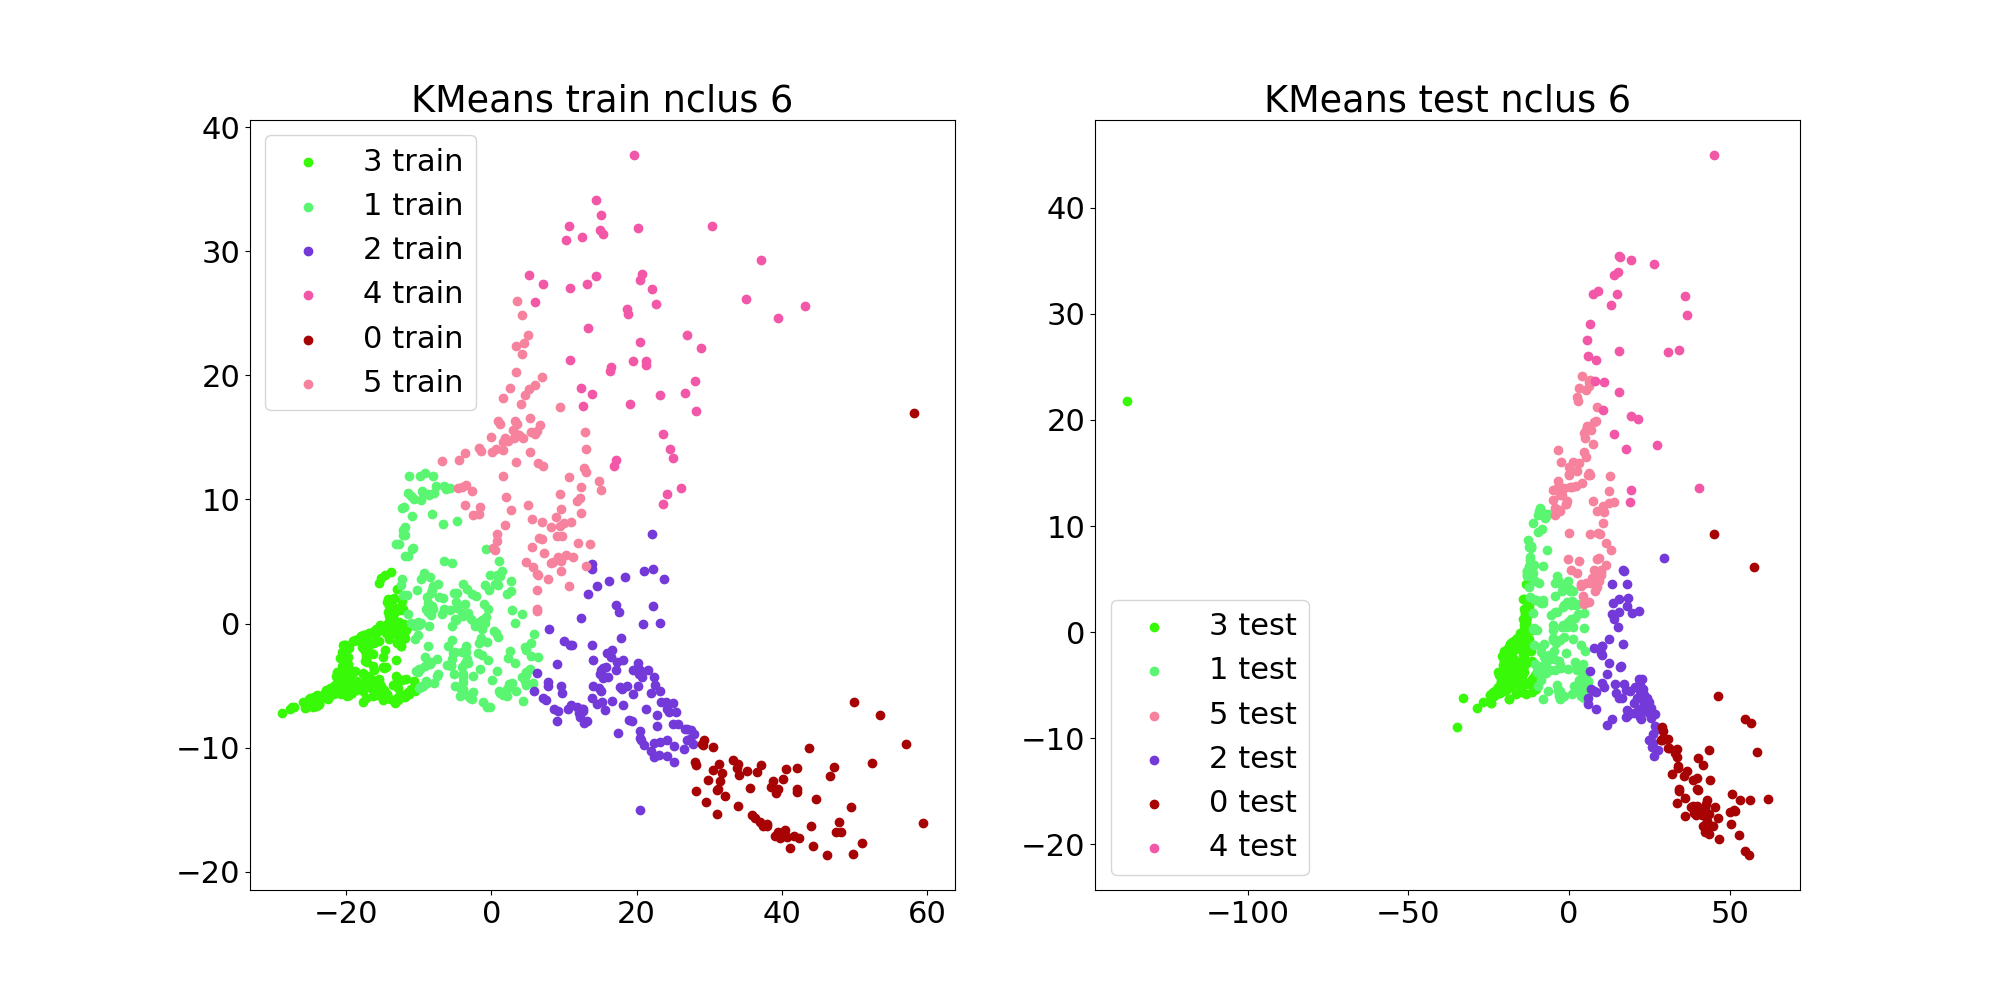 KMeans train nclus 6
40
30
20
10
0
−10
−20
3 train
1 train
2 train
4 train
0 train
5 train
−20 0 20 40 60
KMeans test nclus 6
40
30
20
10
0
−10
−20
3 test
1 test
5 test
2 test
0 test
4 test
−100 −50 0 50